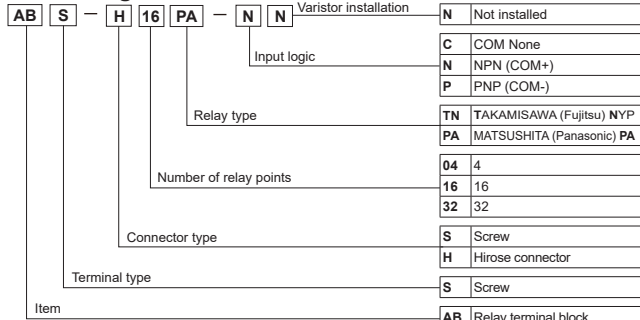 AB S - H 16 PA - N N
Varistor installation
N Not installed
Input logic
C COM None
N NPN (COM+)
P PNP (COM-)
Relay type
TN TAKAMISAWA (Fujitsu) NYP
PA MATSUSHITA (Panasonic) PA
Number of relay points
04 4
16 16
32 32
Connector type
S Screw
H Hirose connector
Terminal type
S Screw
Item
AB Relay terminal block